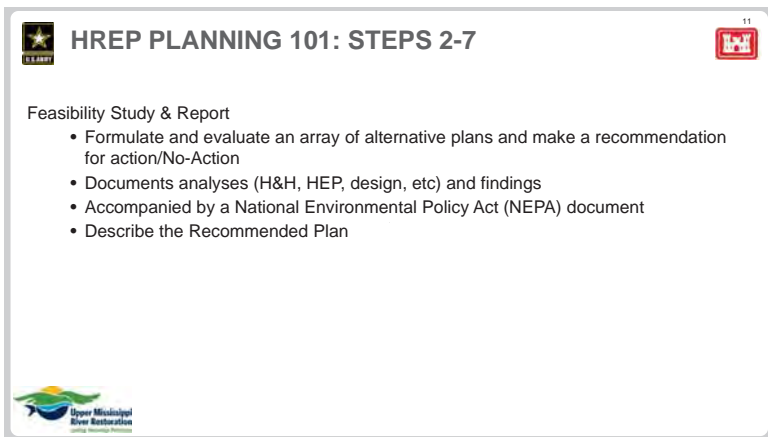 11
HREP PLANNING 101: STEPS 2-7
U.S. ARMY
Feasibility Study & Report
• Formulate and evaluate an array of alternative plans and make a recommendation
for action/No-Action
• Documents analyses (H&H, HEP, design, etc) and findings
• Accompanied by a National Environmental Policy Act (NEPA) document
• Describe the Recommended Plan
Upper Mississippi
River Restoration